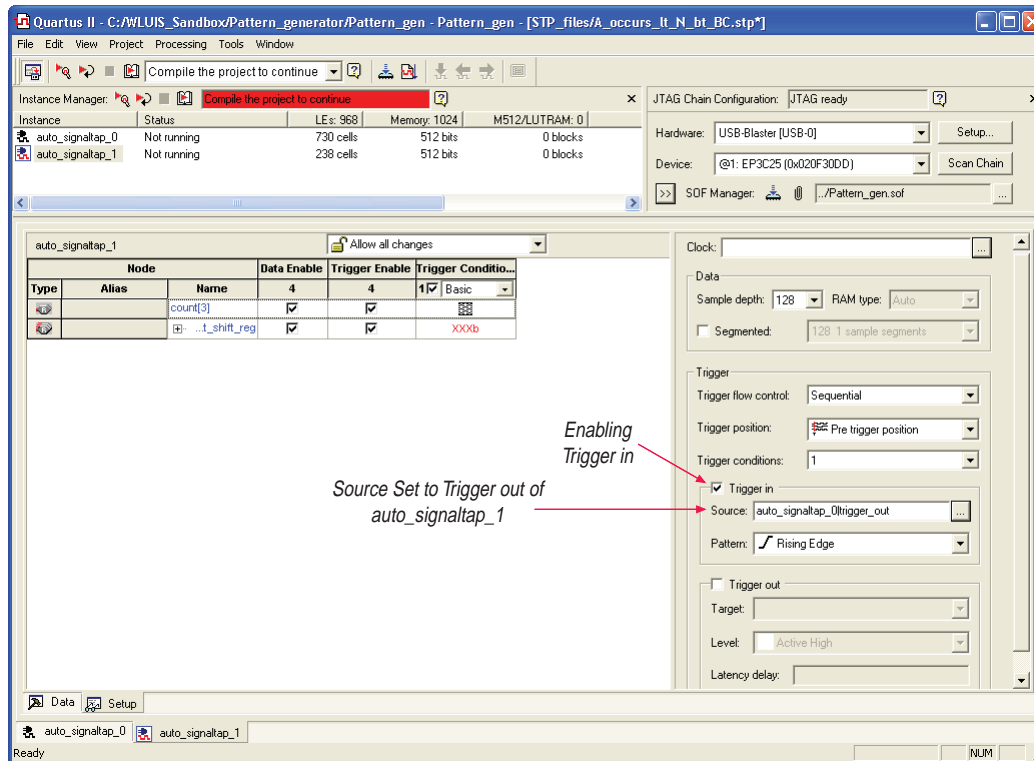 Quartus II - C:/WLUIS_Sandbox/Pattern_generator/Pattern_gen - Pattern_gen - [STP_files/A_occurs_lt_N_bt_BC.stp*]
File Edit View Project Processing Tools Window
Compile the project to continue
Instance Manager: Compile the project to continue
JTAG Chain Configuration: JTAG ready
Instance Status LEs: 968 Memory: 1024 M512/LUTRAM: 0
auto_signaltap_0 Not running 730 cells 512 bits 0 blocks
auto_signaltap_1 Not running 238 cells 512 bits 0 blocks
Hardware: USB-Blaster [USB-0] Setup...
Device: @1: EP3C25 (0x020F30DD) Scan Chain
>> SOF Manager: ../Pattern_gen.sof ...
auto_signaltap_1 Allow all changes
Node Data Enable Trigger Enable Trigger Conditio...
Type Alias Name 4 4 1 Basic
count[3]
...t_shift_reg XXXb
Clock: ...
Data
Sample depth: 128 RAM type: Auto
Segmented: 128 1 sample segments
Trigger
Trigger flow control: Sequential
Trigger position: Pre trigger position
Trigger conditions: 1
Enabling
Trigger in
Source Set to Trigger out of
auto_signaltap_1
Trigger in
Source: auto_signaltap_0|trigger_out ...
Pattern: Rising Edge
Trigger out
Target:
Level: Active High
Latency delay:
Data Setup
auto_signaltap_0 auto_signaltap_1
Ready NUM